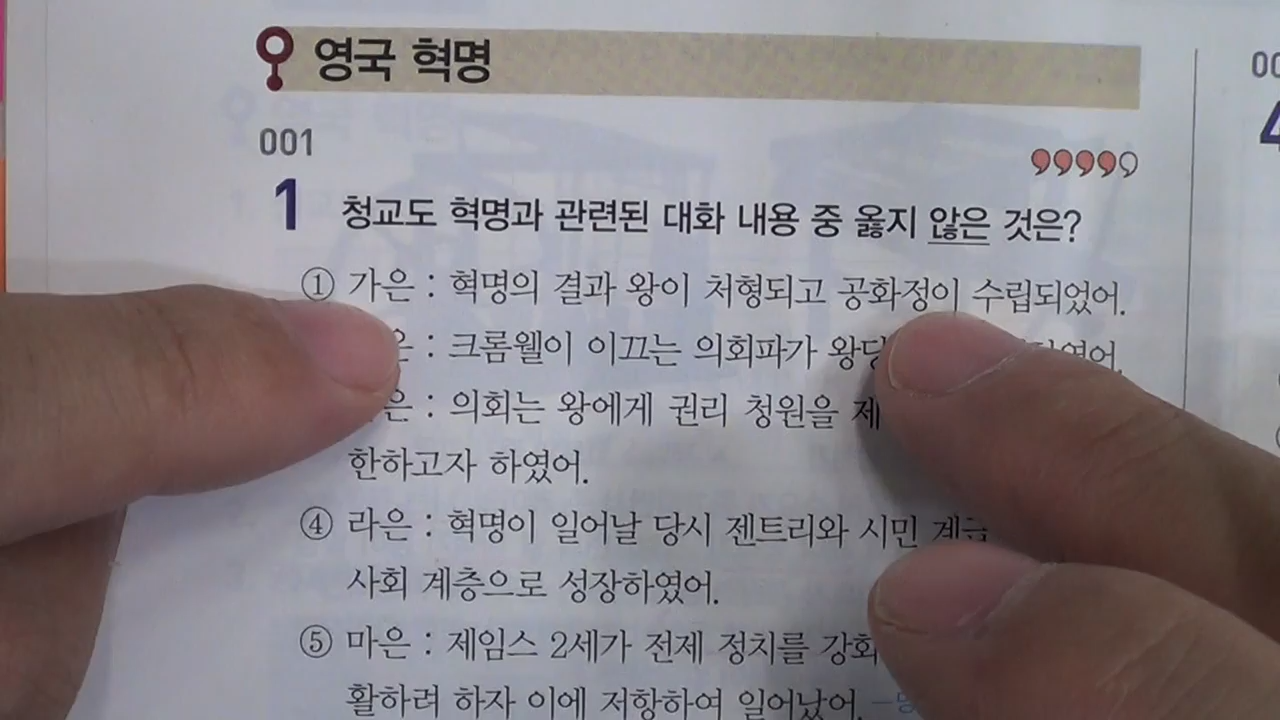 영국 혁명
001
1 청교도 혁명과 관련된 대화 내용 중 옳지 않은 것은?
① 가은 : 혁명의 결과 왕이 처형되고 공화정이 수립되었어.
: 크롬웰이 이끄는 의회파가
은 : 의회는 왕에게 권리 청원을
한하고자 하였어.
④ 라은 : 혁명이 일어날 당시 젠트리와 시민
사회 계층으로 성장하였어.
⑤ 마은 : 제임스 2세가 전제 정치를
활하려 하자 이에 저항하여 일어났어.